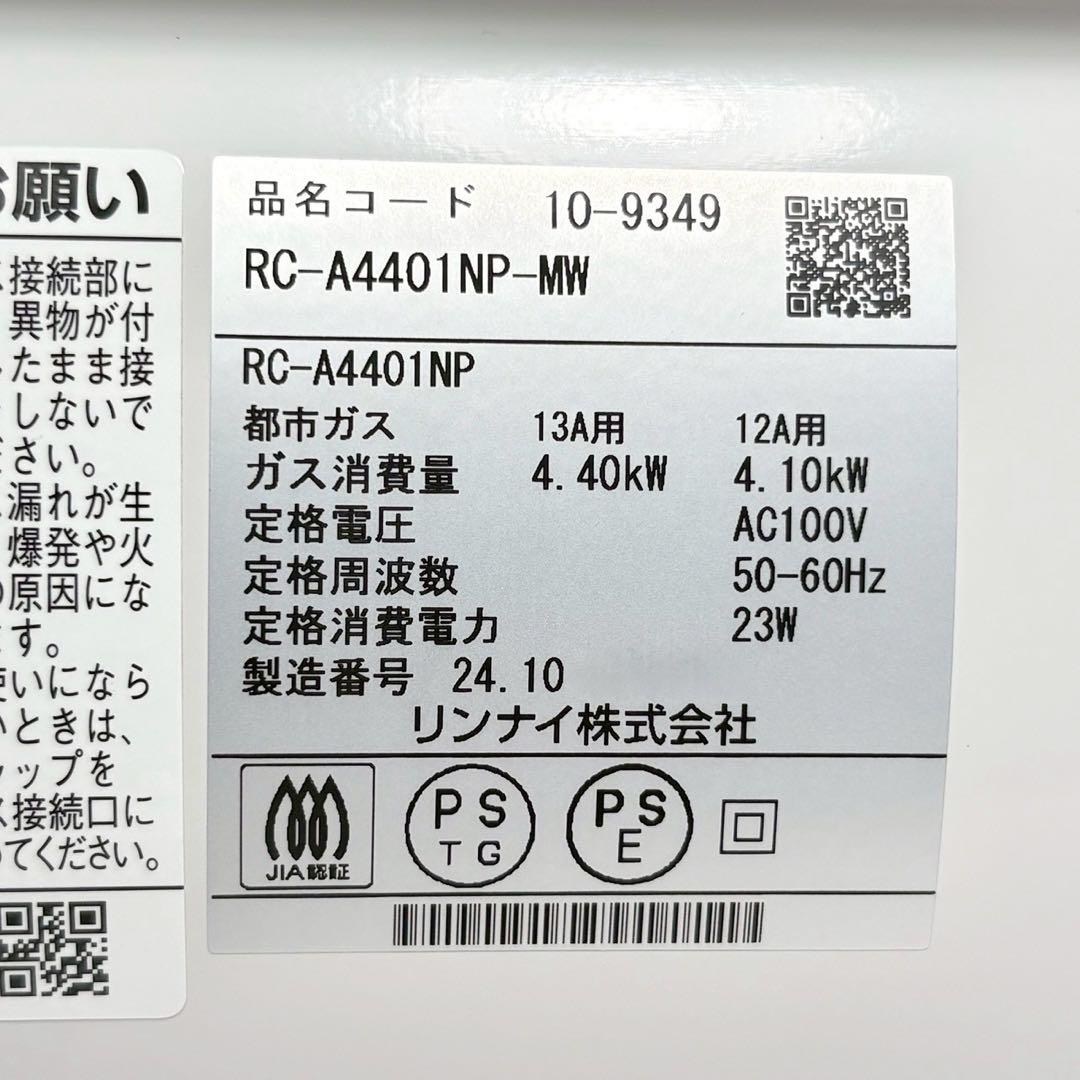 お願い
接続部に
異物が付
たまま接
しないで
さい。
漏れが生
爆発や火
原因にな
す。
使いになら
いときは、
ャップを
ス接続口に
めてください。
品名コード 10-9349
RC-A4401NP-MW
RC-A4401NP
都市ガス 13A用 12A用
ガス消費量 4.40kW 4.10kW
定格電圧 AC100V
定格周波数 50-60Hz
定格消費電力 23W
製造番号 24.10
リンナイ株式会社
JIA認証
PS
TG
PS
E